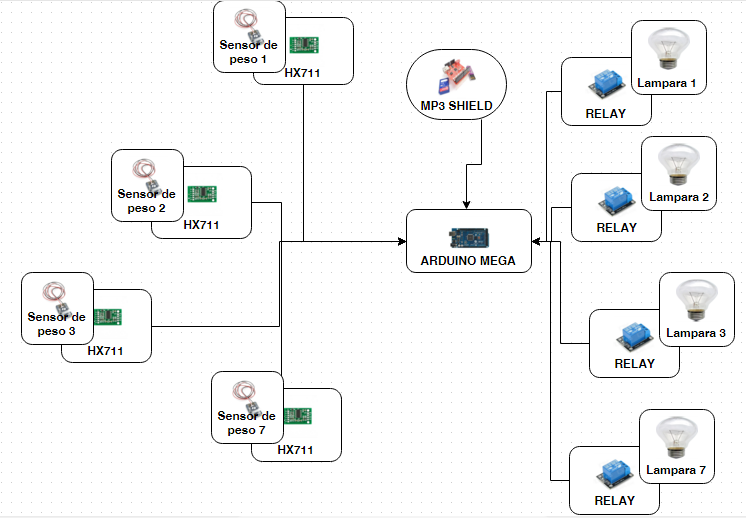 Sensor de
peso 1
HX711
MP3 SHIELD
Lampara 1
RELAY
Sensor de
peso 2
HX711
Lampara 2
RELAY
ARDUINO MEGA
Sensor de
peso 3
HX711
Lampara 3
RELAY
Sensor de
peso 7
HX711
Lampara 7
RELAY